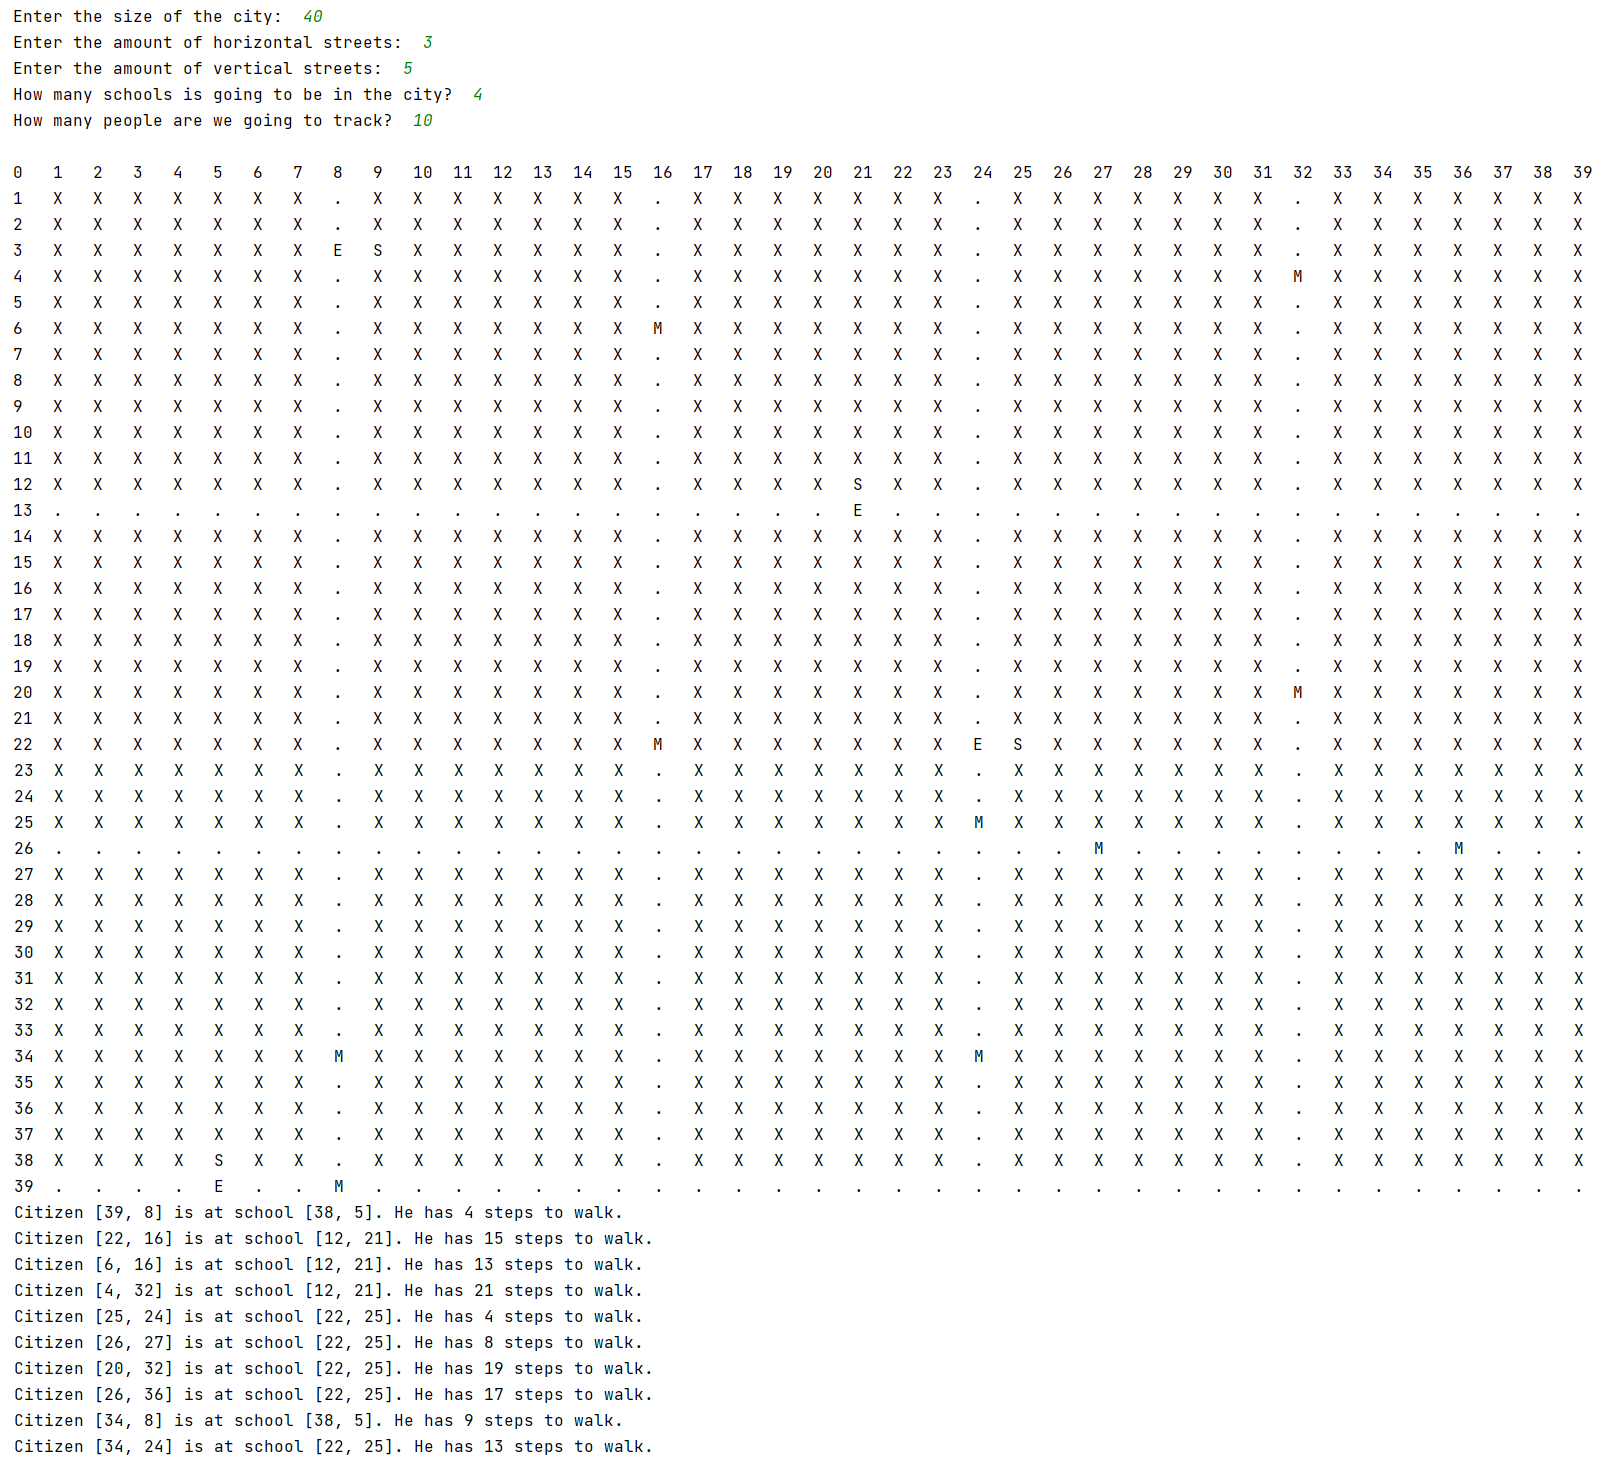 Enter the size of the city:  40
Enter the amount of horizontal streets:  3
Enter the amount of vertical streets:  5
How many schools is going to be in the city?  4
How many people are we going to track?  10
0 1 2 3 4 5 6 7 8 9 10 11 12 13 14 15 16 17 18 19 20 21 22 23 24 25 26 27 28 29 30 31 32 33 34 35 36 37 38 39
1 X X X X X X X . X X X X X X X . X X X X X X X . X X X X X X X . X X X X X X X
2 X X X X X X X . X X X X X X X . X X X X X X X . X X X X X X X . X X X X X X X
3 X X X X X X X E S X X X X X X . X X X X X X X . X X X X X X X . X X X X X X X
4 X X X X X X X . X X X X X X X . X X X X X X X . X X X X X X X M X X X X X X X
5 X X X X X X X . X X X X X X X . X X X X X X X . X X X X X X X . X X X X X X X
6 X X X X X X X . X X X X X X X M X X X X X X X . X X X X X X X . X X X X X X X
7 X X X X X X X . X X X X X X X . X X X X X X X . X X X X X X X . X X X X X X X
8 X X X X X X X . X X X X X X X . X X X X X X X . X X X X X X X . X X X X X X X
9 X X X X X X X . X X X X X X X . X X X X X X X . X X X X X X X . X X X X X X X
10 X X X X X X X . X X X X X X X . X X X X X X X . X X X X X X X . X X X X X X X
11 X X X X X X X . X X X X X X X . X X X X X X X . X X X X X X X . X X X X X X X
12 X X X X X X X . X X X X X X X . X X X X S X X . X X X X X X X . X X X X X X X
13 . . . . . . . . . . . . . . . . . . . . E . . . . . . . . . . . . . . . . . .
14 X X X X X X X . X X X X X X X . X X X X X X X . X X X X X X X . X X X X X X X
15 X X X X X X X . X X X X X X X . X X X X X X X . X X X X X X X . X X X X X X X
16 X X X X X X X . X X X X X X X . X X X X X X X . X X X X X X X . X X X X X X X
17 X X X X X X X . X X X X X X X . X X X X X X X . X X X X X X X . X X X X X X X
18 X X X X X X X . X X X X X X X . X X X X X X X . X X X X X X X . X X X X X X X
19 X X X X X X X . X X X X X X X . X X X X X X X . X X X X X X X . X X X X X X X
20 X X X X X X X . X X X X X X X . X X X X X X X . X X X X X X X M X X X X X X X
21 X X X X X X X . X X X X X X X . X X X X X X X . X X X X X X X . X X X X X X X
22 X X X X X X X . X X X X X X X M X X X X X X X E S X X X X X X . X X X X X X X
23 X X X X X X X . X X X X X X X . X X X X X X X . X X X X X X X . X X X X X X X
24 X X X X X X X . X X X X X X X . X X X X X X X . X X X X X X X . X X X X X X X
25 X X X X X X X . X X X X X X X . X X X X X X X M X X X X X X X . X X X X X X X
26 . . . . . . . . . . . . . . . . . . . . . . . . . . M . . . . . . . . M . . .
27 X X X X X X X . X X X X X X X . X X X X X X X . X X X X X X X . X X X X X X X
28 X X X X X X X . X X X X X X X . X X X X X X X . X X X X X X X . X X X X X X X
29 X X X X X X X . X X X X X X X . X X X X X X X . X X X X X X X . X X X X X X X
30 X X X X X X X . X X X X X X X . X X X X X X X . X X X X X X X . X X X X X X X
31 X X X X X X X . X X X X X X X . X X X X X X X . X X X X X X X . X X X X X X X
32 X X X X X X X . X X X X X X X . X X X X X X X . X X X X X X X . X X X X X X X
33 X X X X X X X . X X X X X X X . X X X X X X X . X X X X X X X . X X X X X X X
34 X X X X X X X M X X X X X X X . X X X X X X X M X X X X X X X . X X X X X X X
35 X X X X X X X . X X X X X X X . X X X X X X X . X X X X X X X . X X X X X X X
36 X X X X X X X . X X X X X X X . X X X X X X X . X X X X X X X . X X X X X X X
37 X X X X X X X . X X X X X X X . X X X X X X X . X X X X X X X . X X X X X X X
38 X X X X S X X . X X X X X X X . X X X X X X X . X X X X X X X . X X X X X X X
39 . . . . E . . M . . . . . . . . . . . . . . . . . . . . . . . . . . . . . . .
Citizen [39, 8] is at school [38, 5]. He has 4 steps to walk.
Citizen [22, 16] is at school [12, 21]. He has 15 steps to walk.
Citizen [6, 16] is at school [12, 21]. He has 13 steps to walk.
Citizen [4, 32] is at school [12, 21]. He has 21 steps to walk.
Citizen [25, 24] is at school [22, 25]. He has 4 steps to walk.
Citizen [26, 27] is at school [22, 25]. He has 8 steps to walk.
Citizen [20, 32] is at school [22, 25]. He has 19 steps to walk.
Citizen [26, 36] is at school [22, 25]. He has 17 steps to walk.
Citizen [34, 8] is at school [38, 5]. He has 9 steps to walk.
Citizen [34, 24] is at school [22, 25]. He has 13 steps to walk.